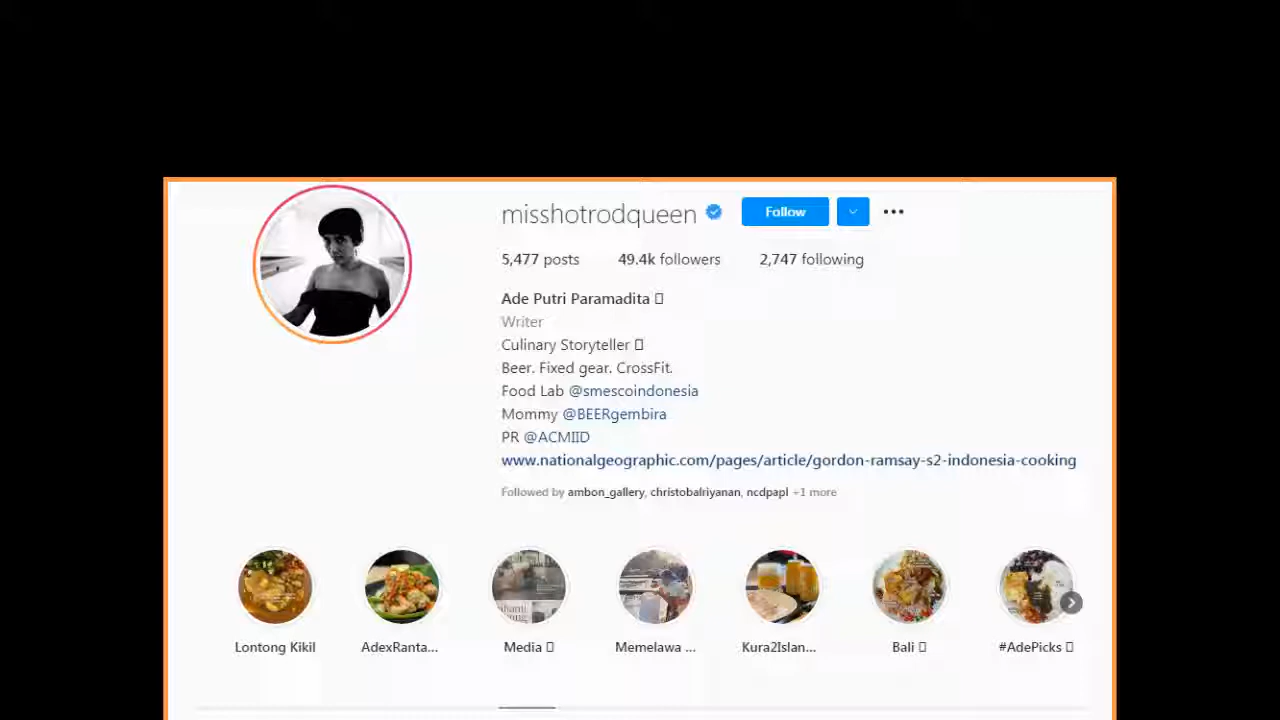 misshotrodqueen Follow
5,477 posts 49.4k followers 2,747 following
Ade Putri Paramadita
Writer
Culinary Storyteller
Beer. Fixed gear. CrossFit.
Food Lab @smescoindonesia
Mommy @BEERgembira
PR @ACMIID
www.nationalgeographic.com/pages/article/gordon-ramsay-s2-indonesia-cooking
Followed by ambon_gallery, christobalriyanan, ncdpapl +1 more
Lontong Kikil AdexRanta... Media Memelawa ... Kura2Islan... Bali #AdePicks